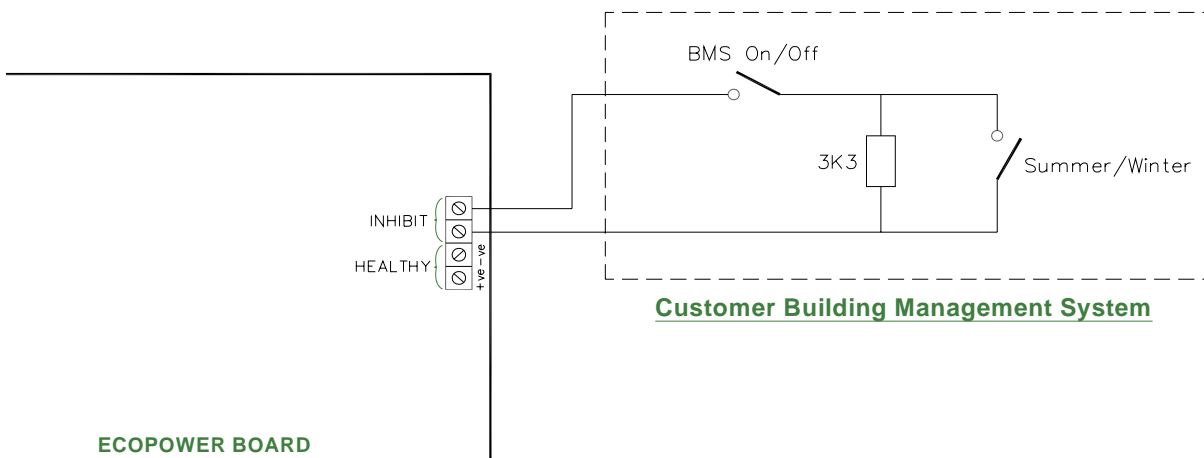 BMS On/Off
3K3
Summer/Winter
INHIBIT
HEALTHY
+ve -ve
Customer Building Management System
ECOPOWER BOARD